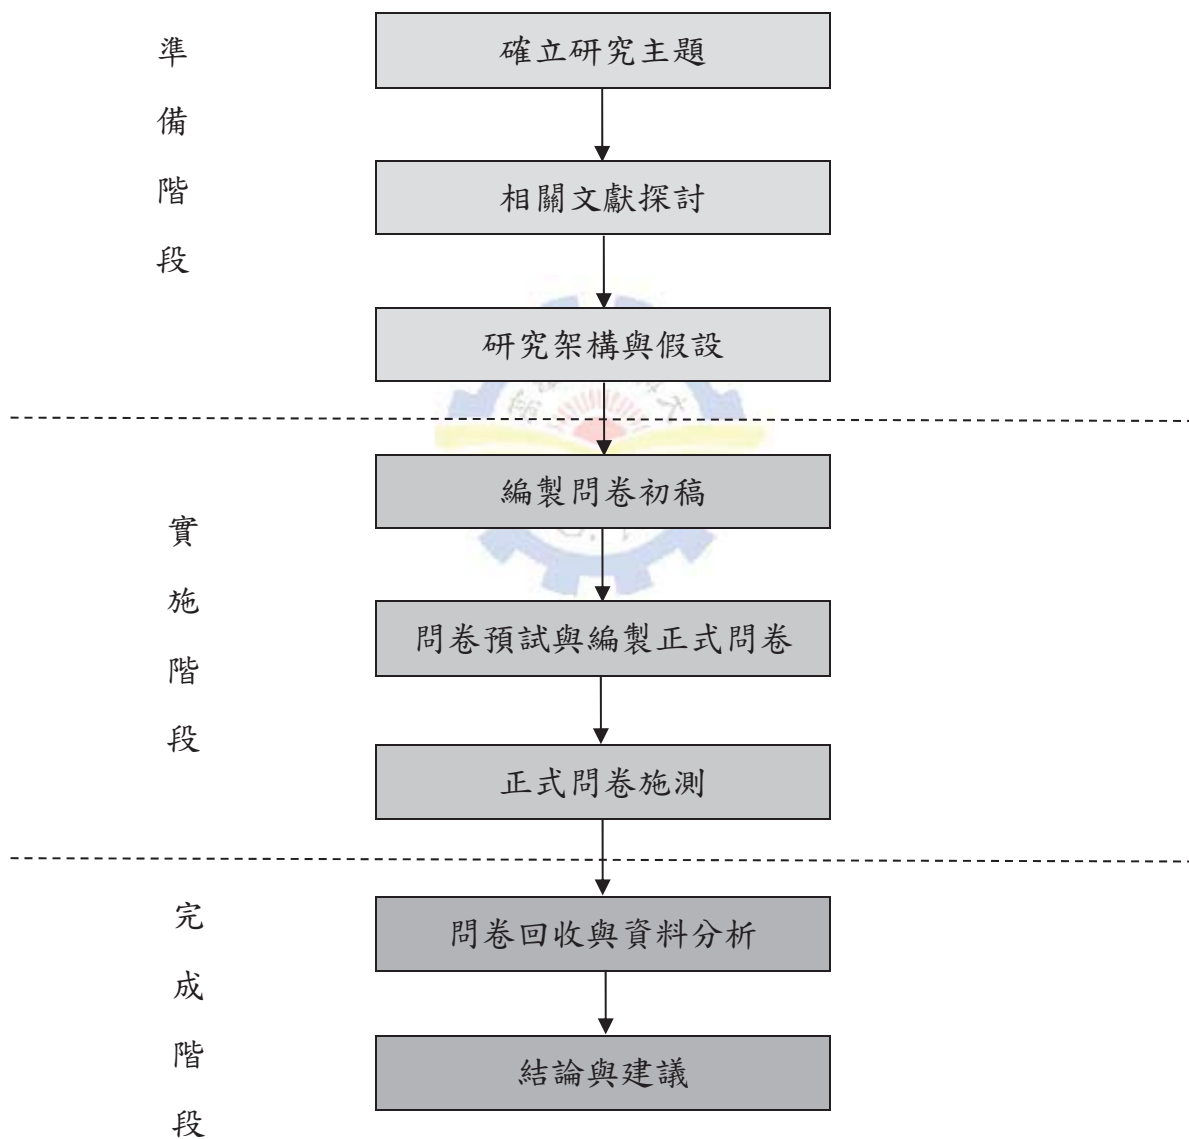 準備階段
確立研究主題
相關文獻探討
研究架構與假設
實施階段
編製問卷初稿
問卷預試與編製正式問卷
正式問卷施測
完成階段
問卷回收與資料分析
結論與建議